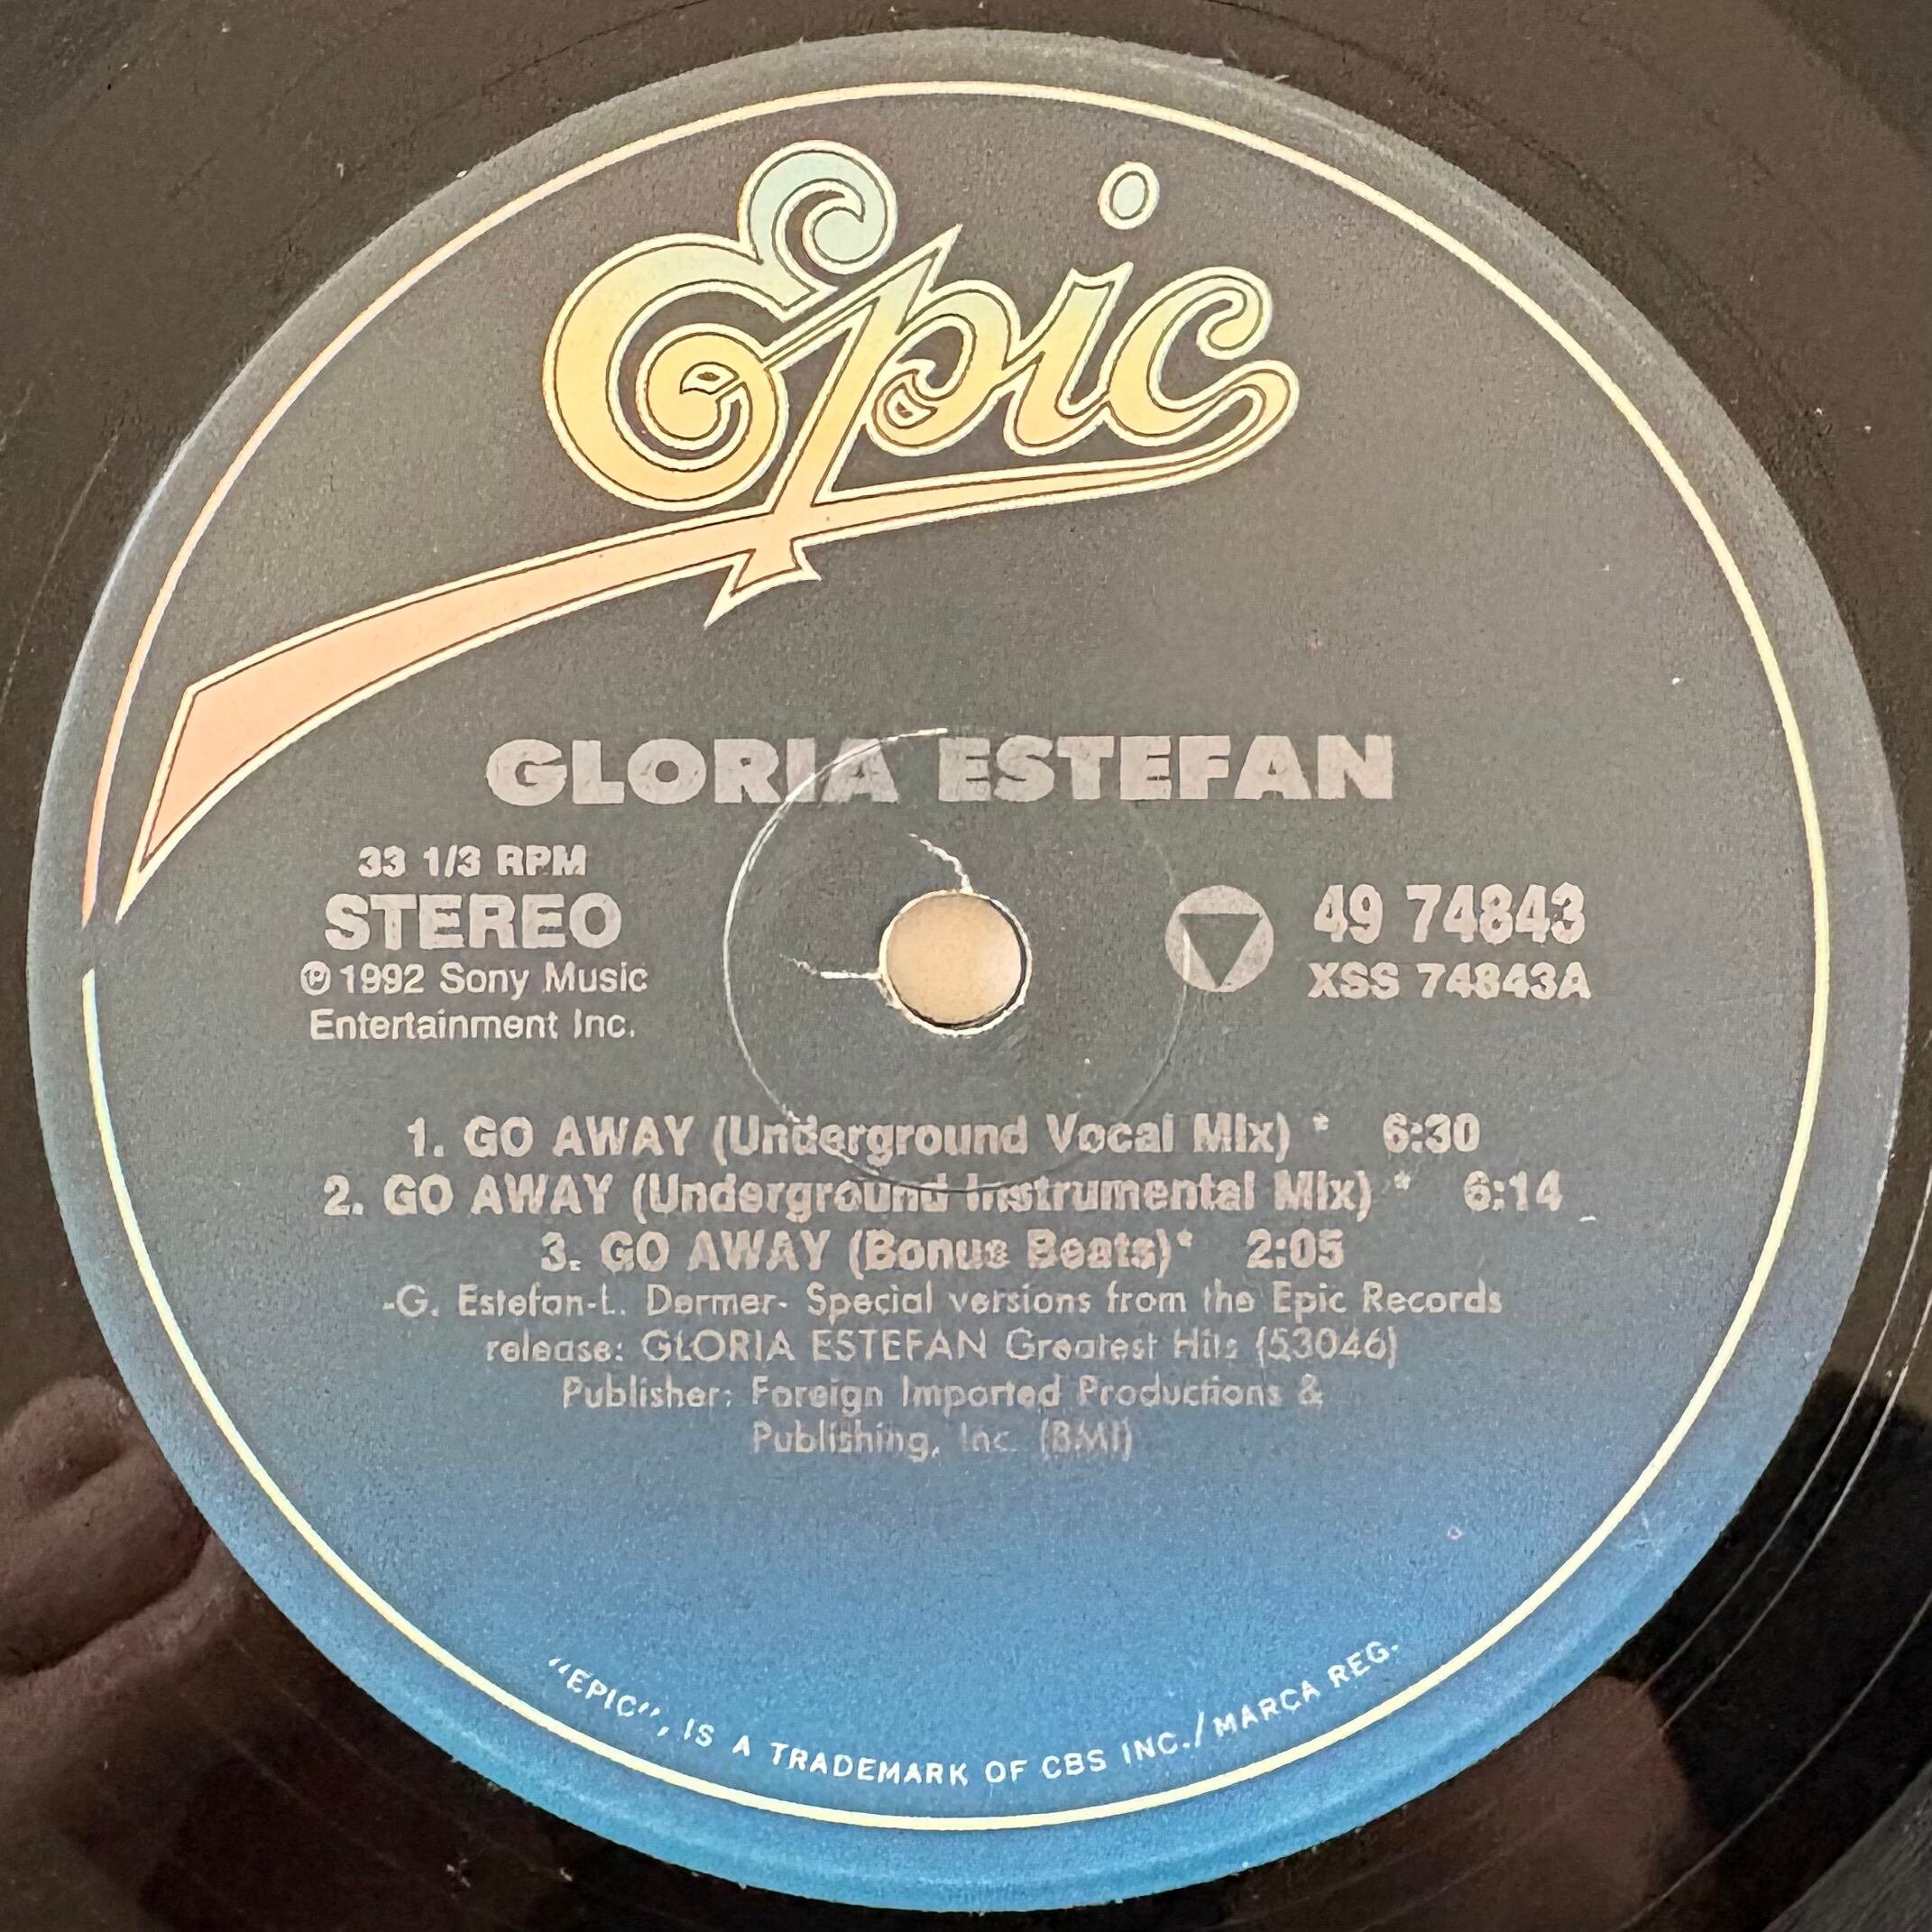 Epic
GLORIA ESTEFAN
33 1/3 RPM
STEREO
℗ 1992 Sony Music
Entertainment Inc.
49 74843
XSS 74843A
1. GO AWAY (Underground Vocal Mix) * 6:30
2. GO AWAY (Underground Instrumental Mix) * 6:14
3. GO AWAY (Bonus Beats)* 2:05
-G. Estefan-L. Dermer- Special versions from the Epic Records
release: GLORIA ESTEFAN Greatest Hits (53046)
Publisher: Foreign Imported Productions &
Publishing, Inc. (BMI)
"EPIC", IS A TRADEMARK OF CBS INC./MARCA REG.